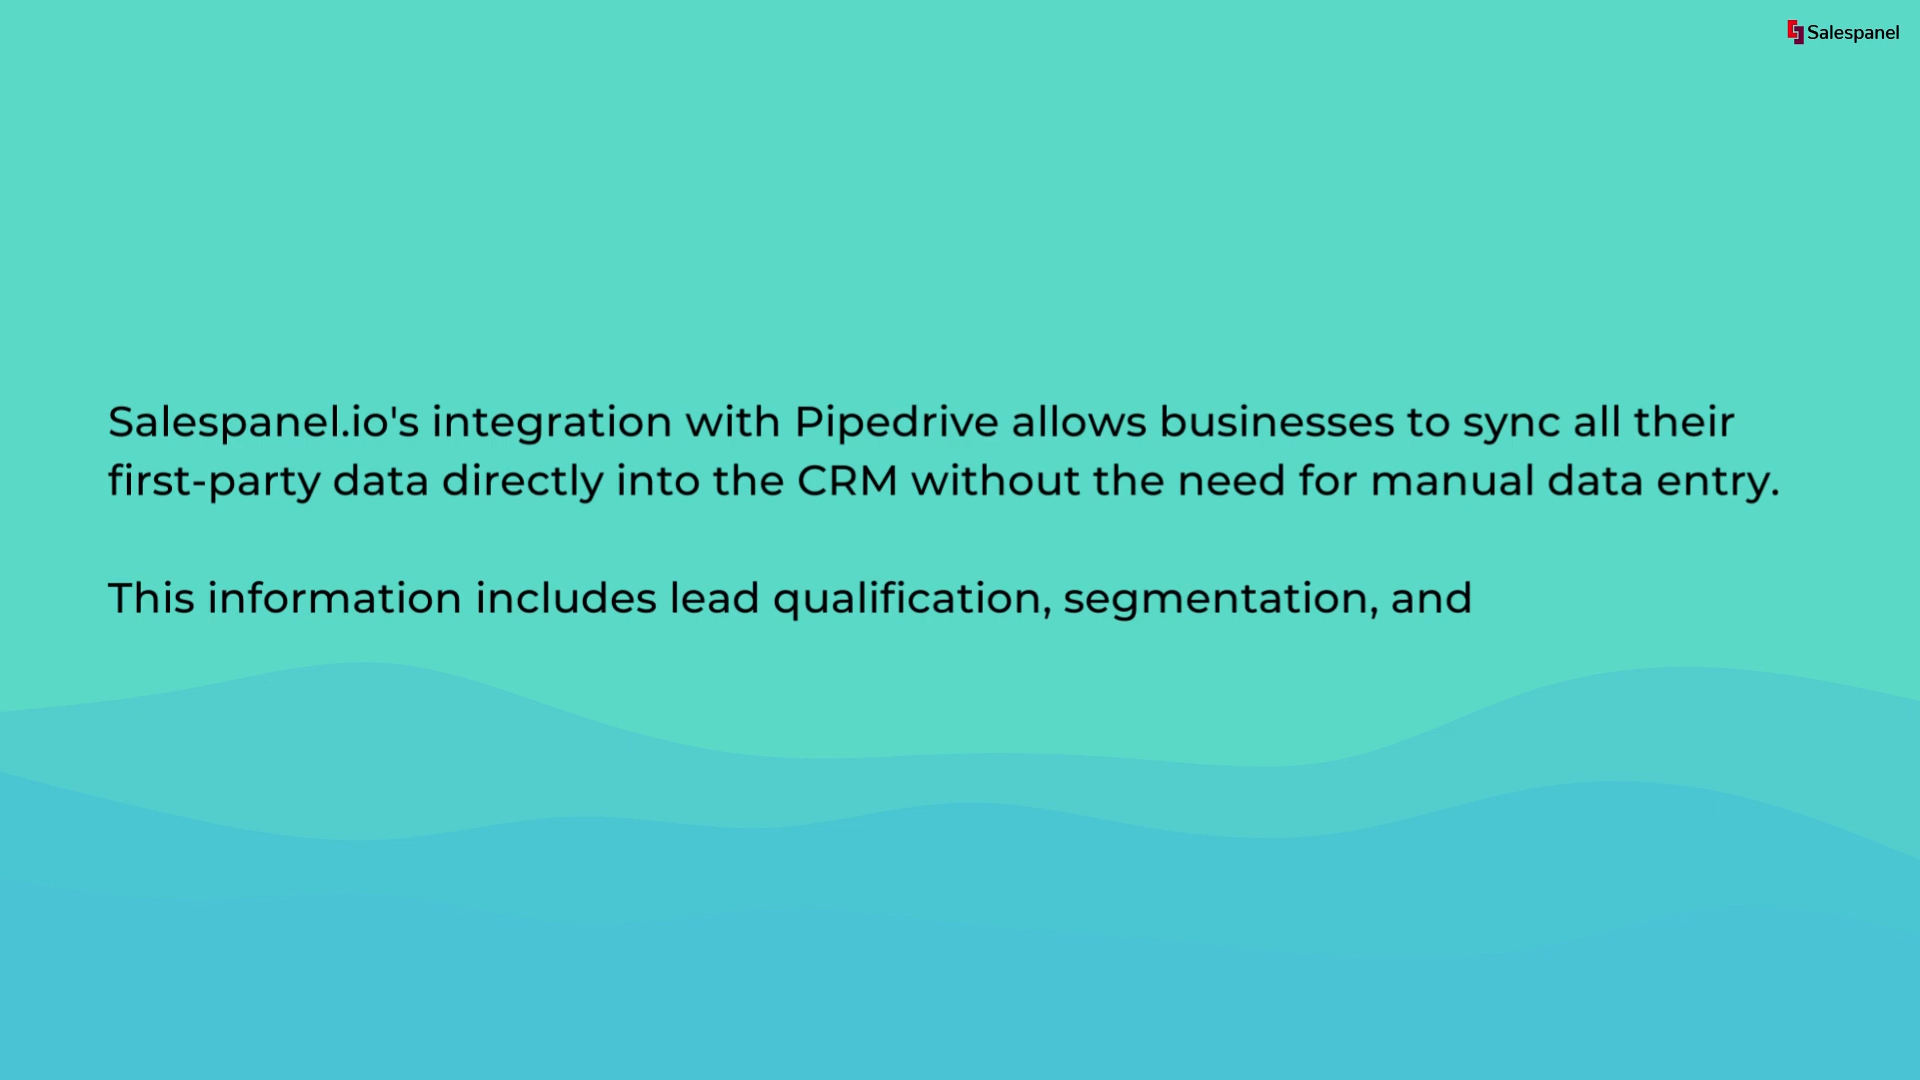 Salespanel
Salespanel.io's integration with Pipedrive allows businesses to sync all their
first-party data directly into the CRM without the need for manual data entry.
This information includes lead qualification, segmentation, and